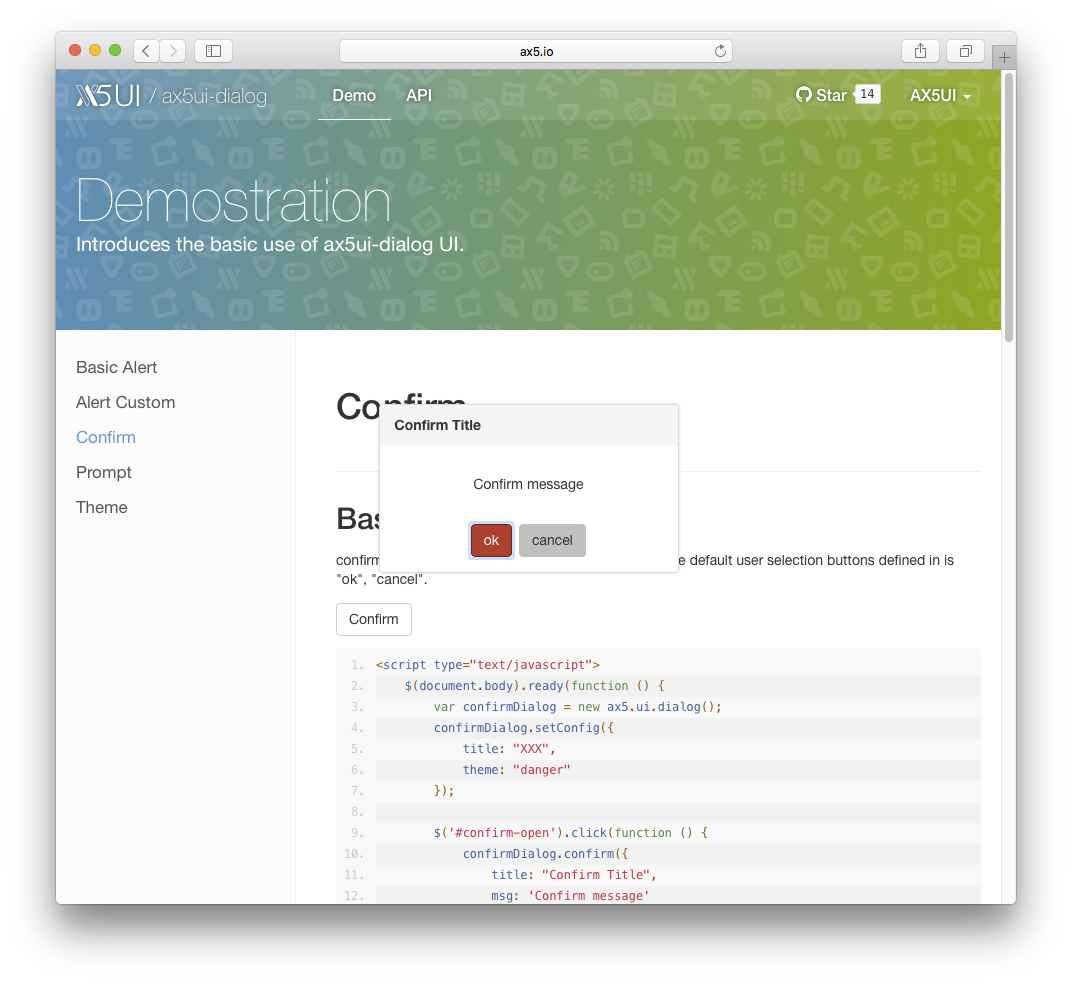 ax5.io
AX5UI / ax5ui-dialog Demo API Star 14 AX5UI
Demostration
Introduces the basic use of ax5ui-dialog UI.
Basic Alert
Alert Custom
Confirm
Prompt
Theme
Confirm
Confirm Title
Confirm message
ok cancel
Bas
confirm
e default user selection buttons defined in is
"ok", "cancel".
Confirm
1. <script type="text/javascript">
2. $(document.body).ready(function () {
3. var confirmDialog = new ax5.ui.dialog();
4. confirmDialog.setConfig({
5. title: "XXX",
6. theme: "danger"
7. });
8.
9. $('#confirm-open').click(function () {
10. confirmDialog.confirm({
11. title: "Confirm Title",
12. msg: 'Confirm message'